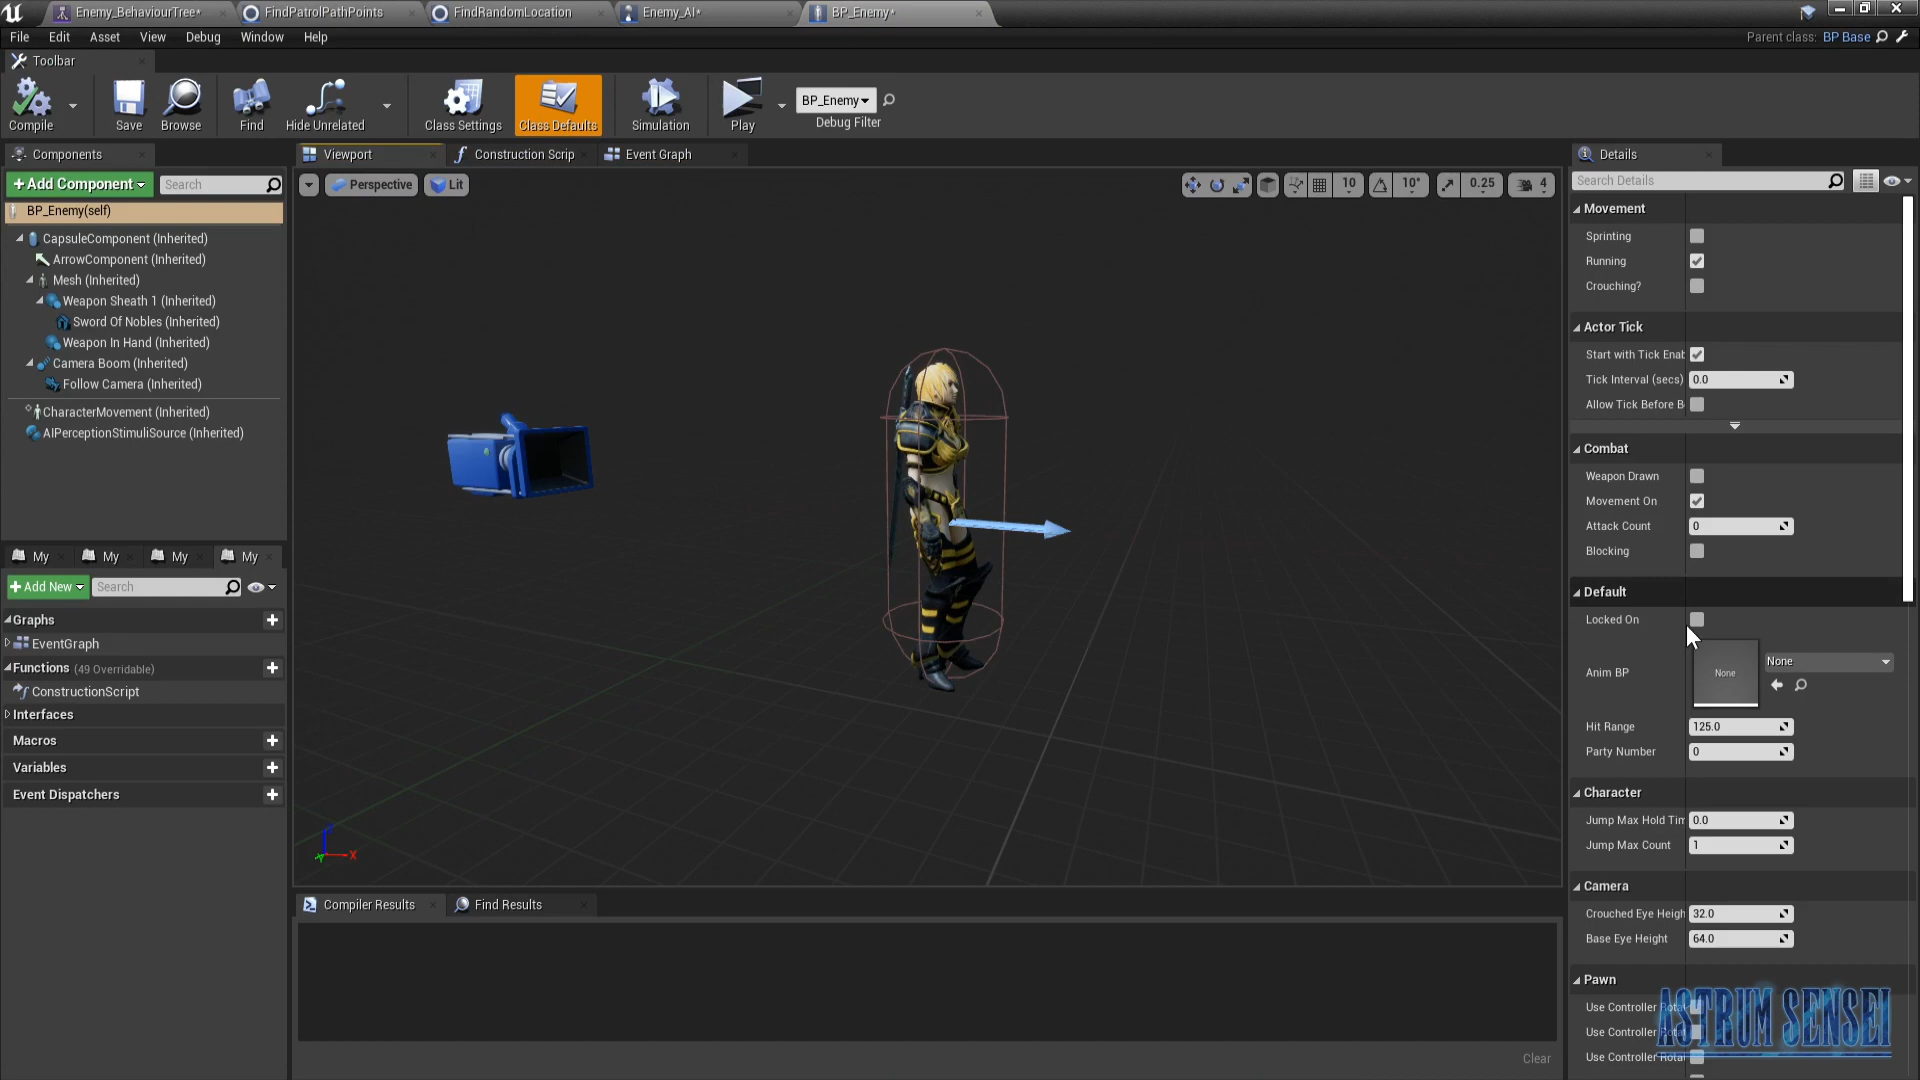 Enemy_BehaviourTree*
FindPatrolPathPoints
FindRandomLocation
Enemy_AI*
BP_Enemy*
File
Edit
Asset
View
Debug
Window
Help
Parent class: BP Base
Toolbar
Compile
Save
Browse
Find
Hide Unrelated
Class Settings
Class Defaults
Simulation
Play
BP_Enemy
Debug Filter
Components
+Add Component
Search
BP_Enemy(self)
CapsuleComponent (Inherited)
ArrowComponent (Inherited)
Mesh (Inherited)
Weapon Sheath 1 (Inherited)
Sword Of Nobles (Inherited)
Weapon In Hand (Inherited)
Camera Boom (Inherited)
Follow Camera (Inherited)
CharacterMovement (Inherited)
AIPerceptionStimuliSource (Inherited)
My
My
My
My
+Add New
Search
Graphs
EventGraph
Functions (49 Overridable)
ConstructionScript
Interfaces
Macros
Variables
Event Dispatchers
Viewport
Construction Scrip
Event Graph
Perspective
Lit
10
10°
0.25
4
X
Compiler Results
Find Results
Clear
Details
Search Details
Movement
Sprinting
Running
Crouching?
Actor Tick
Start with Tick Enab
Tick Interval (secs) 0.0
Allow Tick Before B
Combat
Weapon Drawn
Movement On
Attack Count 0
Blocking
Default
Locked On
Anim BP
None
None
Hit Range 125.0
Party Number 0
Character
Jump Max Hold Tim 0.0
Jump Max Count 1
Camera
Crouched Eye Heigh 32.0
Base Eye Height 64.0
Pawn
Use Controller Rota
Use Controller Rota
Use Controller Rota
ASTRUM SENSEI